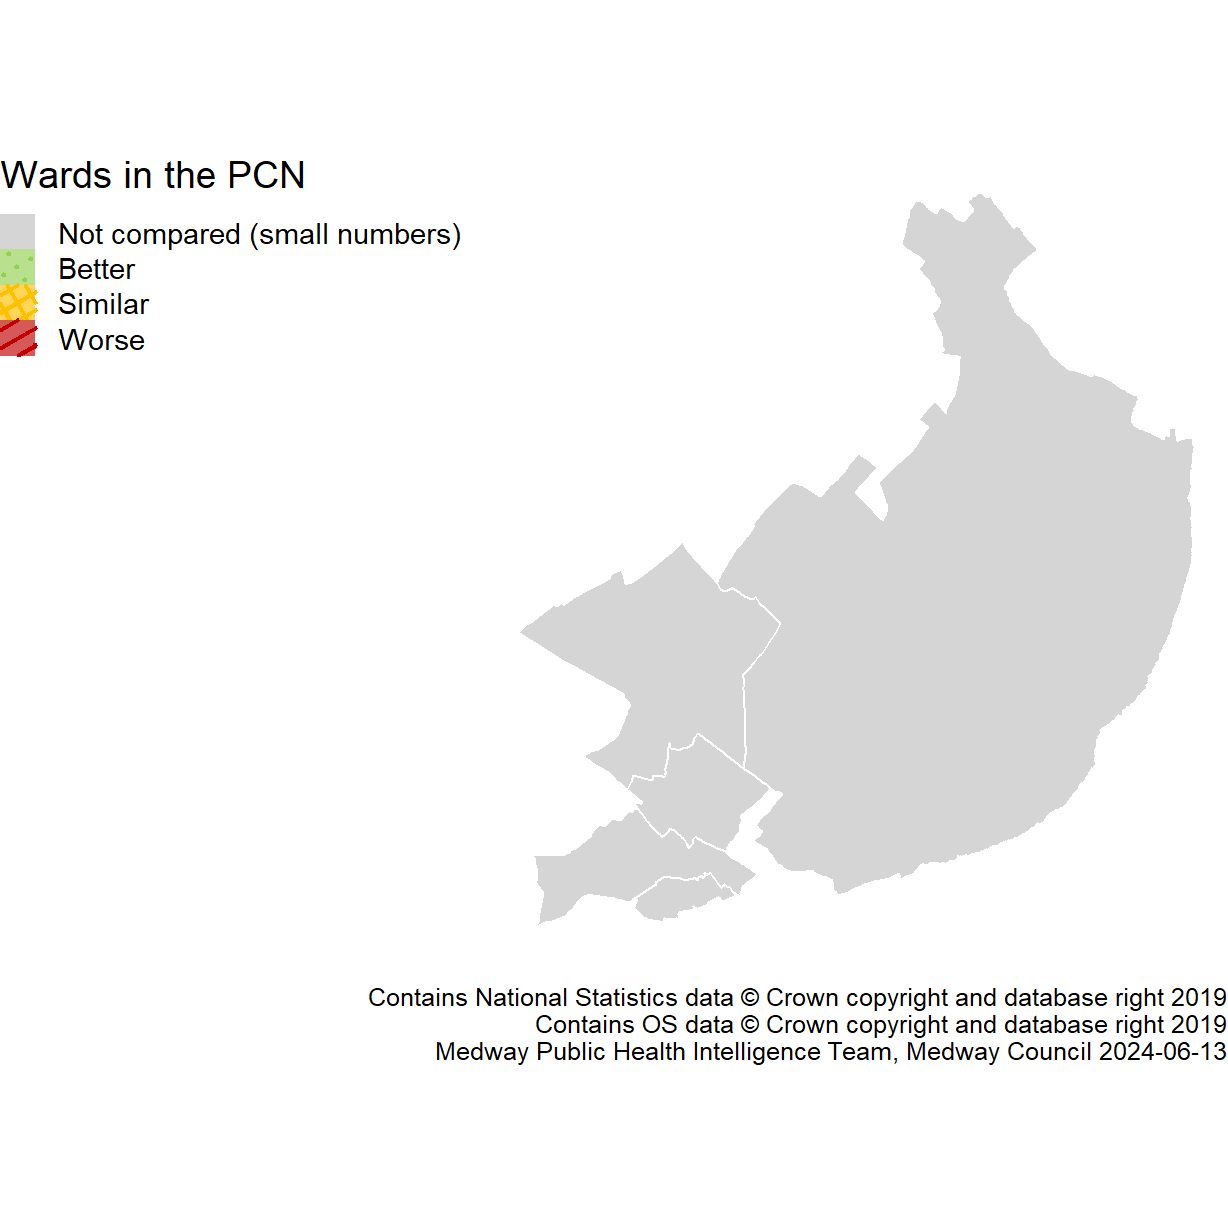 Wards in the PCN
Not compared (small numbers)
Better
Similar
Worse
Contains National Statistics data © Crown copyright and database right 2019
Contains OS data © Crown copyright and database right 2019
Medway Public Health Intelligence Team, Medway Council 2024-06-13